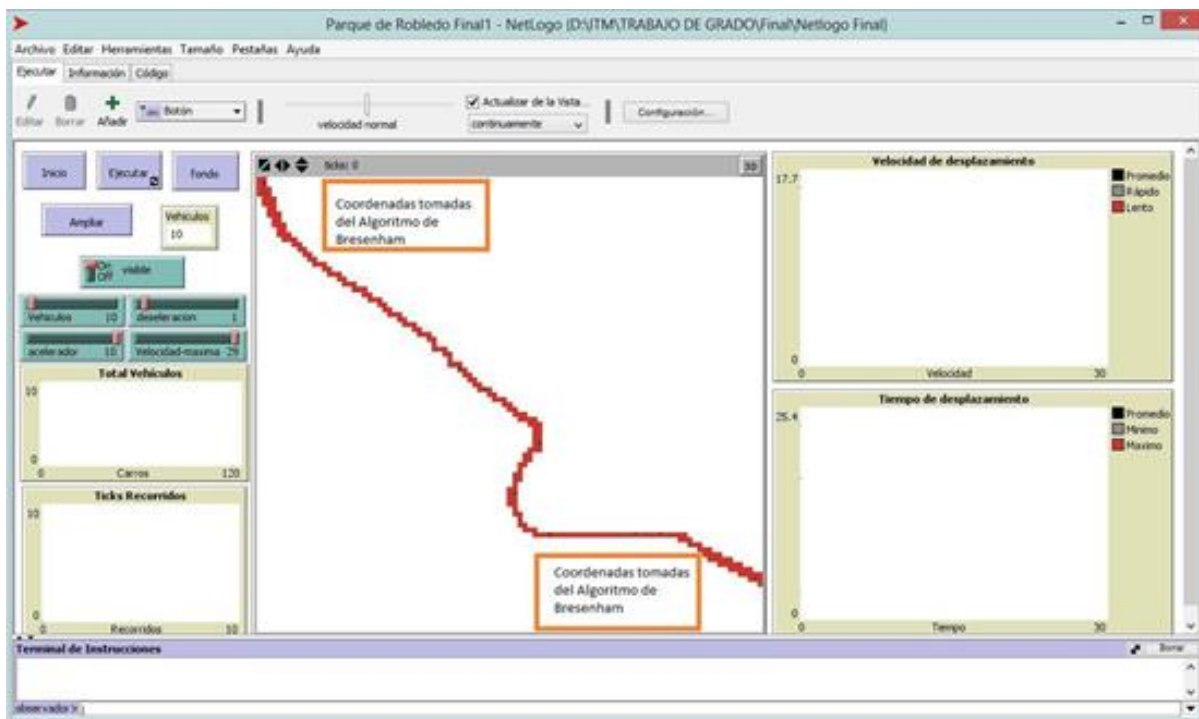 Parque de Robledo Final1 - NetLogo (D:\ITM\TRABAJO DE GRADO\Final\Netlogo Final)
Archivo Editar Herramientas Tamaño Pestañas Ayuda
Ejecutar Información Código
Editar Borrar Añadir Botón velocidad normal Actualizar de la Vista... continuamente Configuración...
Inicio Ejecutar fondo
ticks: 0 3D
Ampliar Vehiculos
10
On
Off visible
Vehiculos 10 deseleracion 1
acelerador 10 Velocidad-maxima 29
Total Vehiculos
10
0
0 Carros 120
Ticks Recorridos
10
0
0 Recorridos 10
Coordenadas tomadas
del Algoritmo de
Bresenham
Coordenadas tomadas
del Algoritmo de
Bresenham
Velocidad de desplazamiento
17.7
Promedio
Rápido
Lento
0
0 Velocidad 30
Tiempo de desplazamiento
25.4
Promedio
Minimo
Maximo
0
0 Tiempo 30
Terminal de Instrucciones Borrar
observador>